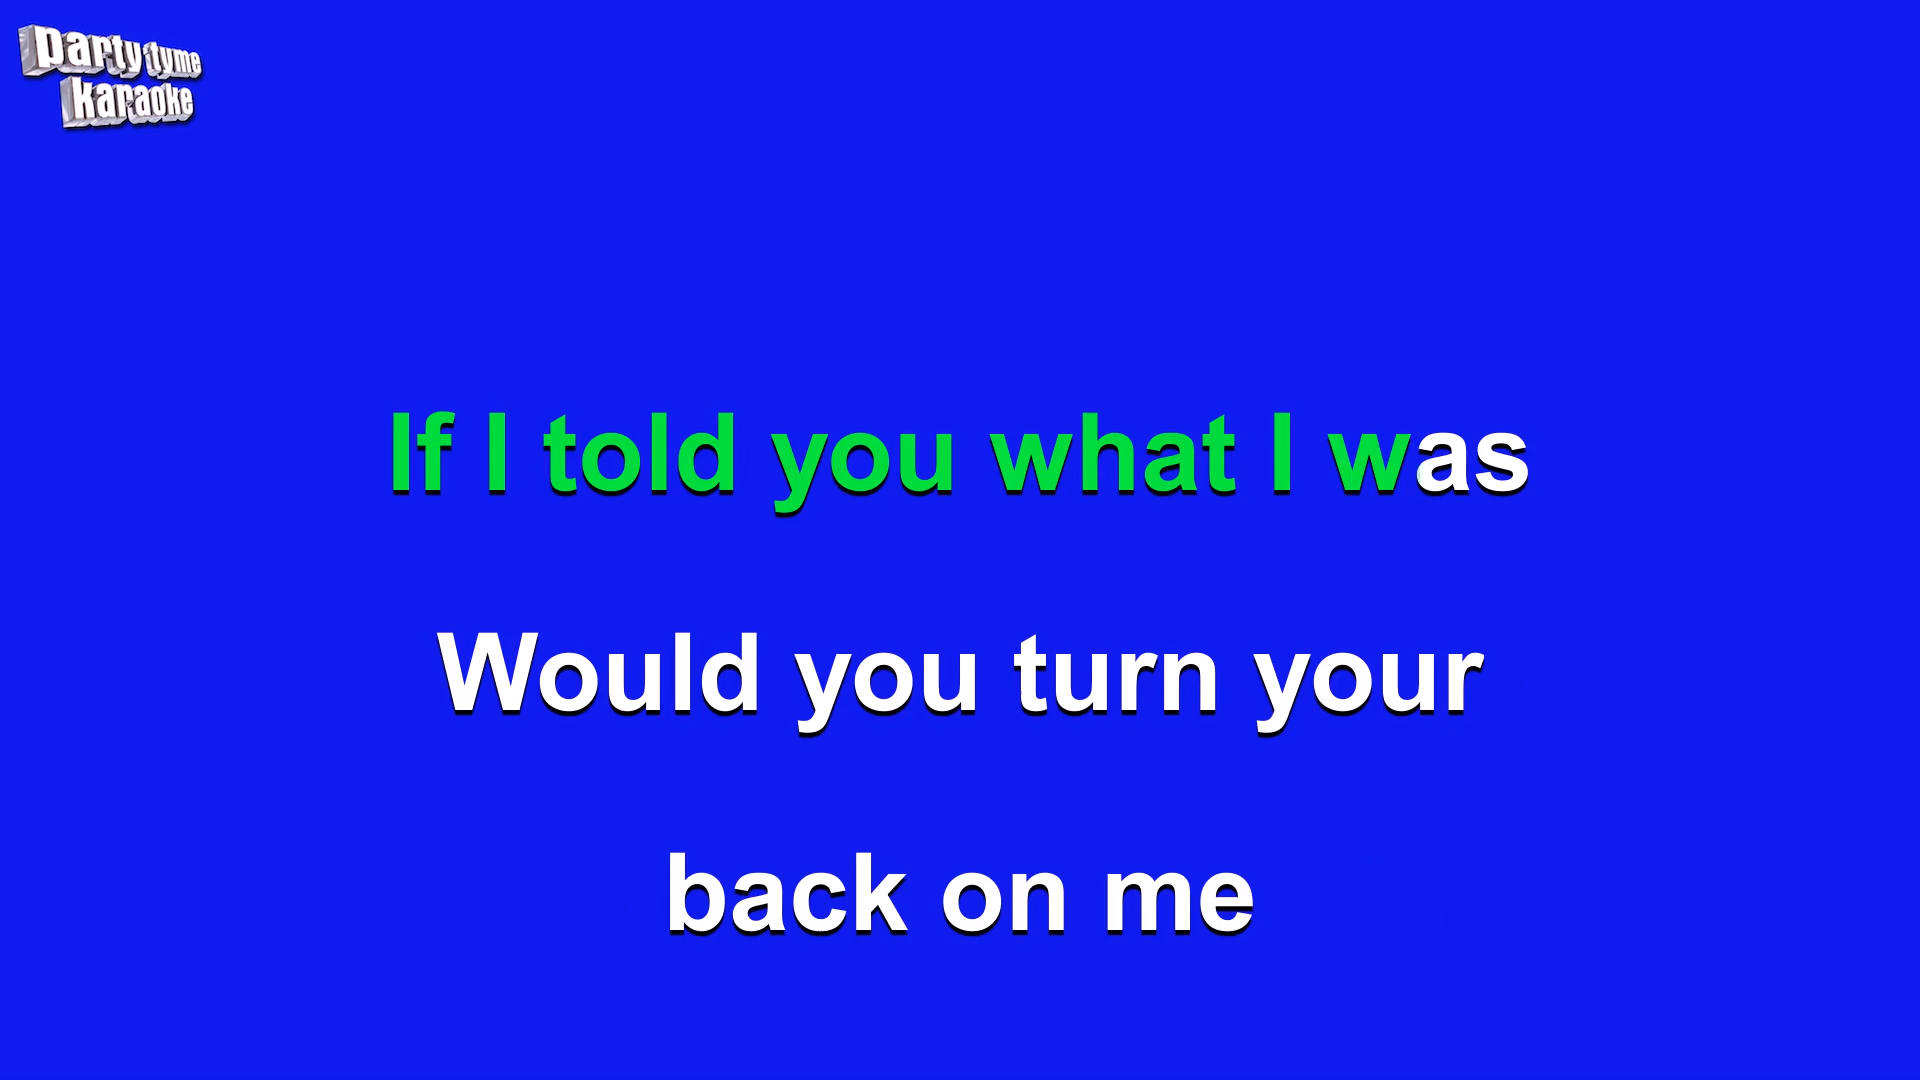 party tyme
karaoke
If I told you what I was
Would you turn your
back on me